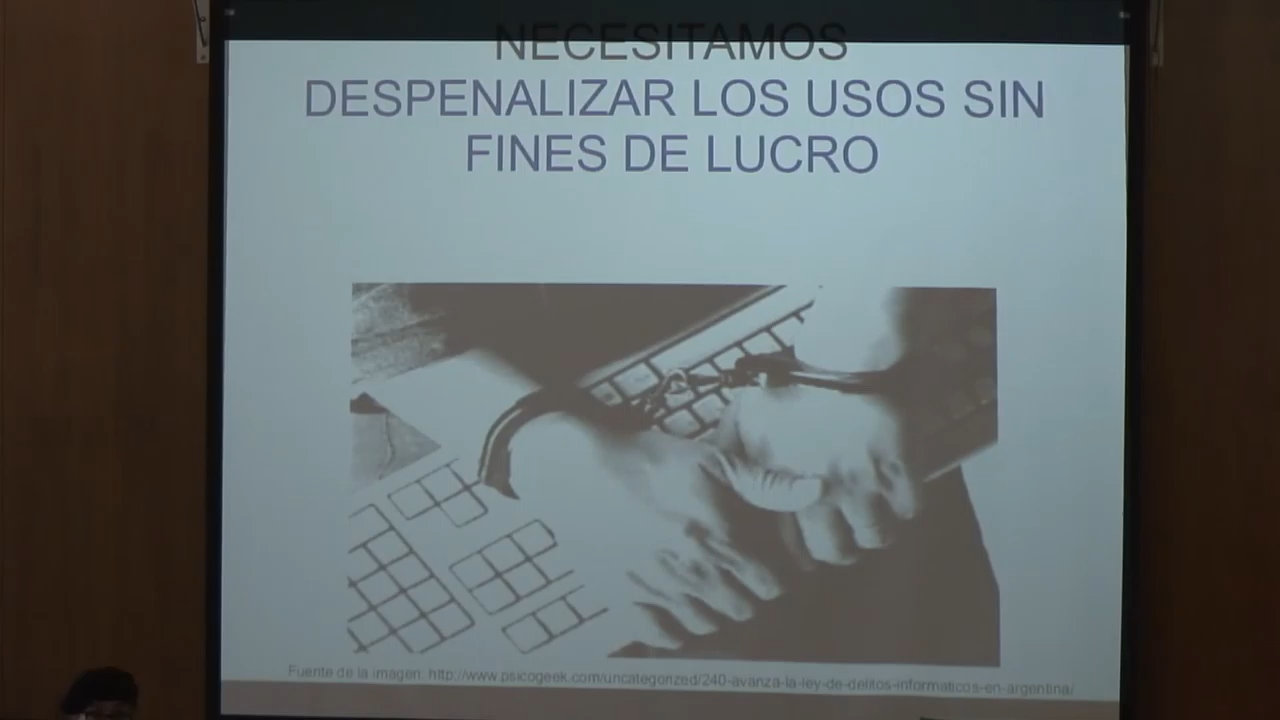 NECESITAMOS
DESPENALIZAR LOS USOS SIN
FINES DE LUCRO
Fuente de la imagen: http://www.psicogeek.com/uncategorized/240-avanza-la-ley-de-delitos-informaticos-en-argentina/